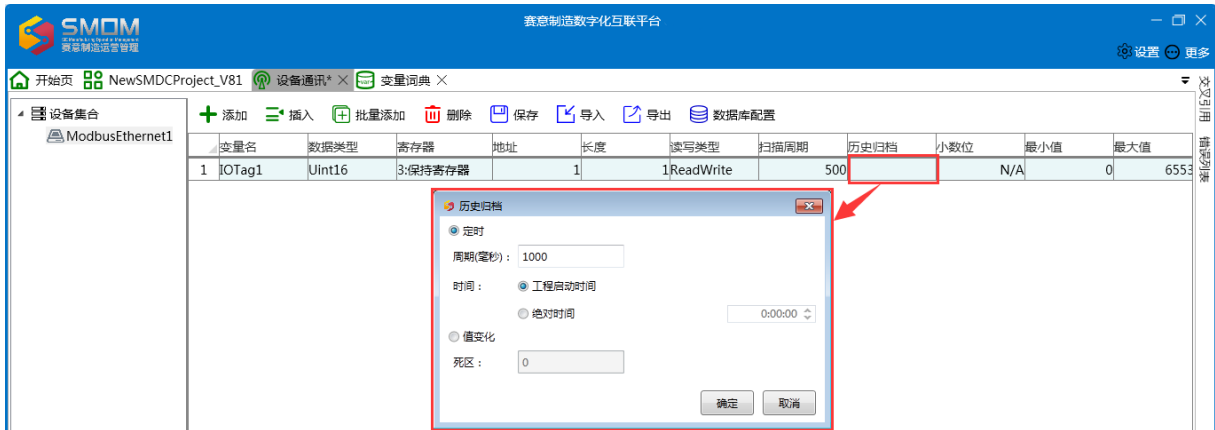 赛意制造数字化互联平台
SMOM
赛意制造运营管理
设置 更多
开始页 NewSMDCProject_V81 设备通讯* 变量词典
交叉引用
错误列表
设备集合
ModbusEthernet1
添加 插入 批量添加 删除 保存 导入 导出 数据库配置
变量名 数据类型 寄存器 地址 长度 读写类型 扫描周期 历史归档 小数位 最小值 最大值
1 IOTag1 Uint16 3:保持寄存器 1 1 ReadWrite 500 N/A 0 6553
历史归档
定时
周期(毫秒)： 1000
时间： 工程启动时间
绝对时间 0:00:00
值变化
死区： 0
确定 取消